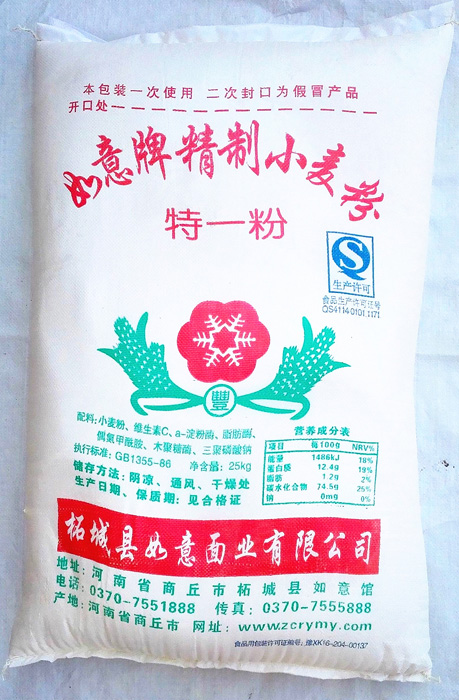 本包装一次使用 二次封口为假冒产品
开口处
如意牌精制小麦粉
特一粉
生产许可
食品生产许可证号
QS4114 0101 1171
豐
配料:小麦粉、维生素C、a-淀粉酶、脂肪酶、
偶氮甲酰胺、木聚糖酶、三聚磷酸钠
执行标准:GB1355-86 净含量:25kg
储存方法:阴凉、通风、干燥处
生产日期、保质期:见合格证
营养成分表
项目 每100g NRV%
能量 1486kJ 18%
蛋白质 12.4g 19%
脂肪 1.2g 2%
碳水化合物 74.5g 25%
钠 0mg 0%
柘城县如意面业有限公司
地址:河南省商丘市柘城县如意馆
电话:0370-7551888 传真:0370-7555888
产地:河南省商丘市 网址:www.zcrymy.com
食品用包装许可证编号:豫XK16-204-00137